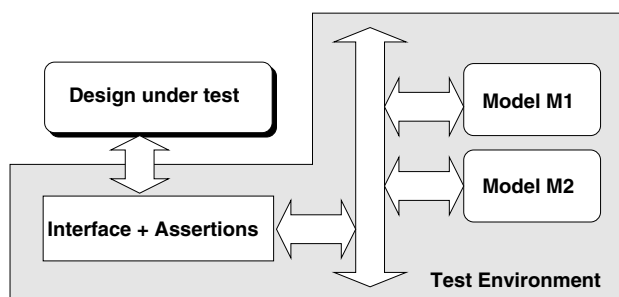 Design under test
Model M1
Model M2
Interface + Assertions
Test Environment